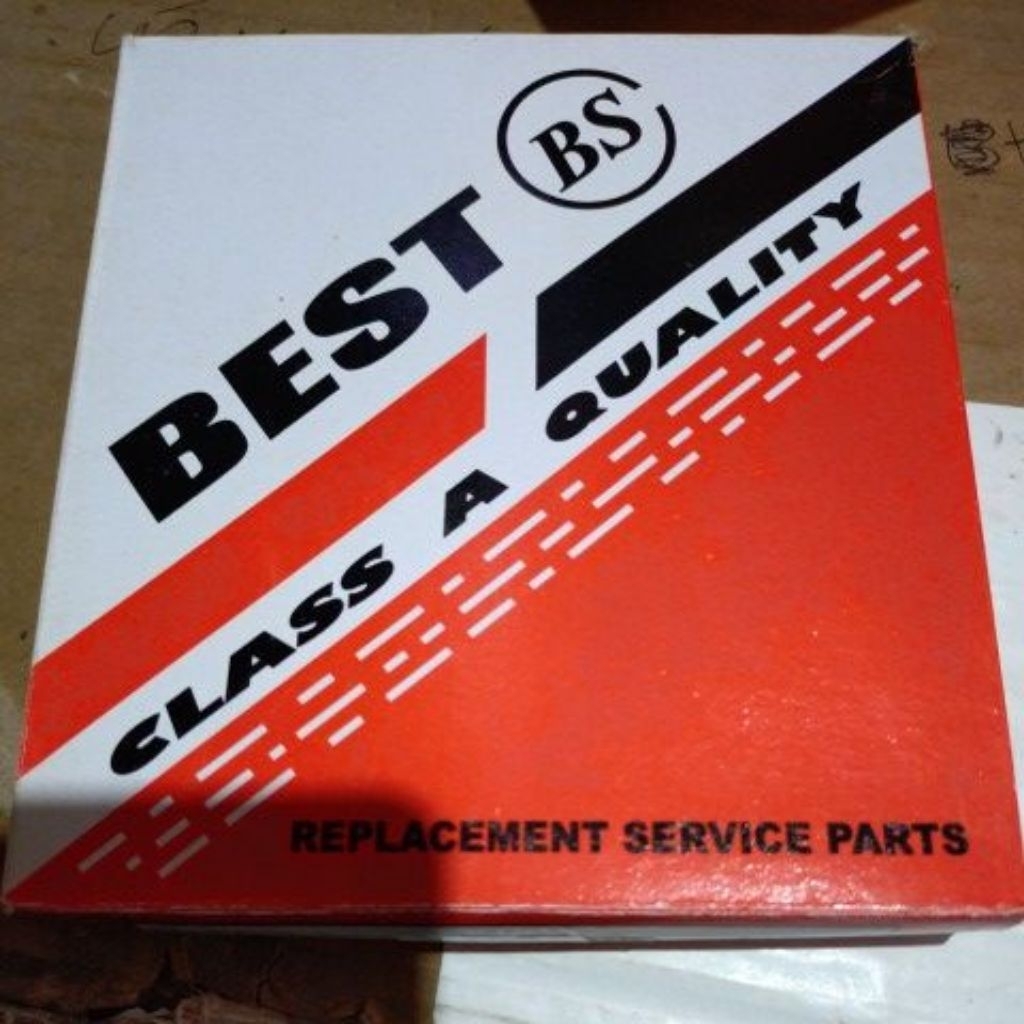 BS
BEST
CLASS A QUALITY
REPLACEMENT SERVICE PARTS